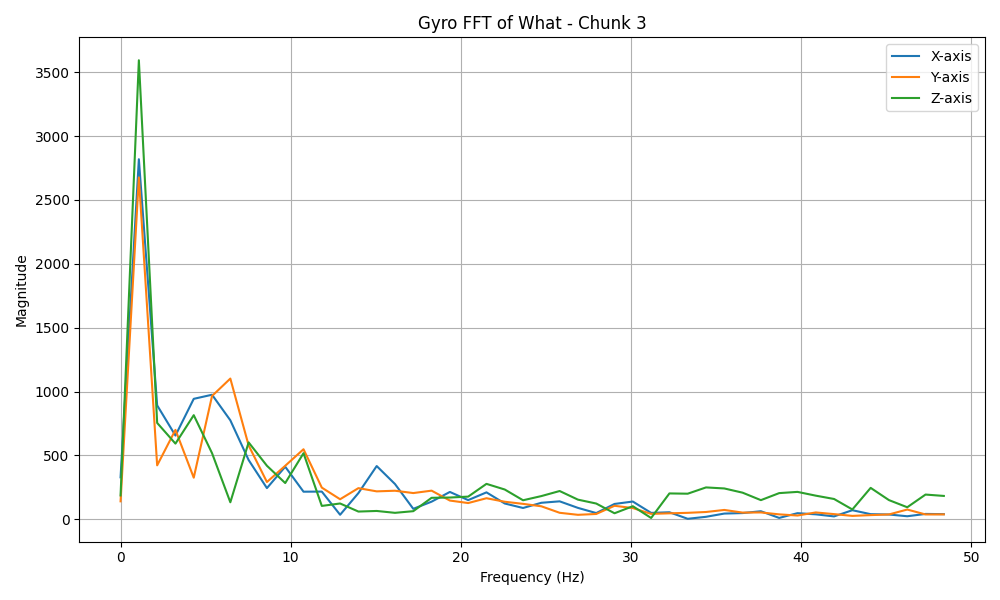 Gyro FFT of What - Chunk 3
X-axis
Y-axis
Z-axis
3500
3000
2500
2000
1500
1000
500
0
Magnitude
0 10 20 30 40 50
Frequency (Hz)